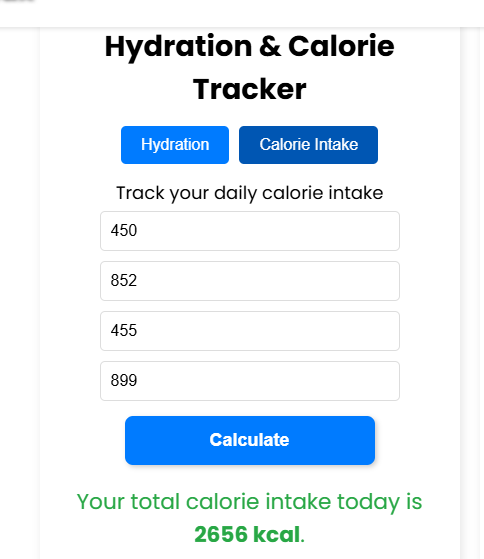 Hydration & Calorie
Tracker
Hydration
Calorie Intake
Track your daily calorie intake
450
852
455
899
Calculate
Your total calorie intake today is
2656 kcal.